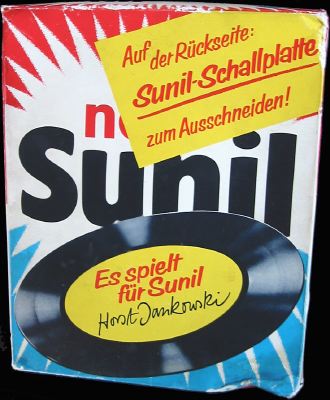 Auf der Rückseite:
Sunil-Schallplatte
zum Ausschneiden!
Sunil
Es spielt
für Sunil
Horst Jankowski